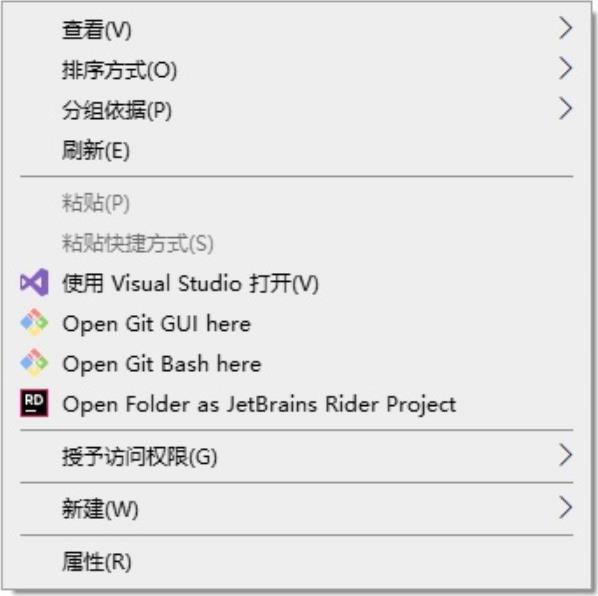 查看(V)
排序方式(O)
分组依据(P)
刷新(E)
粘贴(P)
粘贴快捷方式(S)
使用 Visual Studio 打开(V)
Open Git GUI here
Open Git Bash here
RD
Open Folder as JetBrains Rider Project
授予访问权限(G)
新建(W)
属性(R)